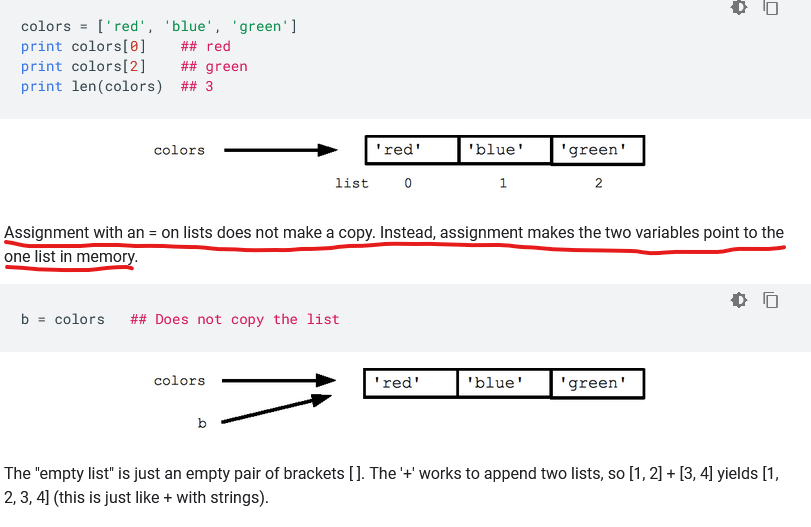 colors = ['red', 'blue', 'green']
print colors[0]    ## red
print colors[2]    ## green
print len(colors)  ## 3
colors 'red' 'blue' 'green'
list 0 1 2
Assignment with an = on lists does not make a copy. Instead, assignment makes the two variables point to the
one list in memory.
b = colors   ## Does not copy the list
colors 'red' 'blue' 'green'
b
The "empty list" is just an empty pair of brackets [ ]. The '+' works to append two lists, so [1, 2] + [3, 4] yields [1,
2, 3, 4] (this is just like + with strings).